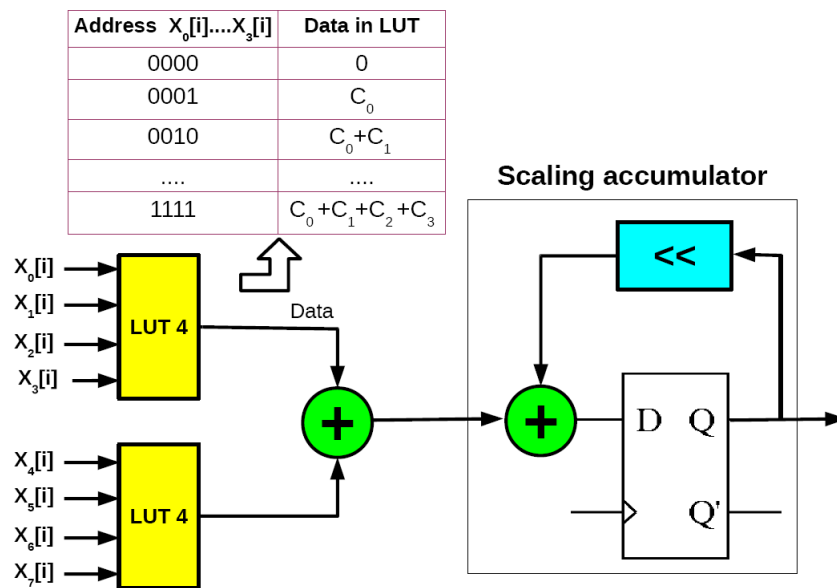 Address X₀[i]....X₃[i] Data in LUT
0000 0
0001 C₀
0010 C₀+C₁
.... ....
1111 C₀+C₁+C₂+C₃
Scaling accumulator
<<
X₀[i]
X₁[i]
X₂[i]
X₃[i]
LUT 4
Data
+
+
D Q
Q'
X₄[i]
X₅[i]
X₆[i]
X₇[i]
LUT 4